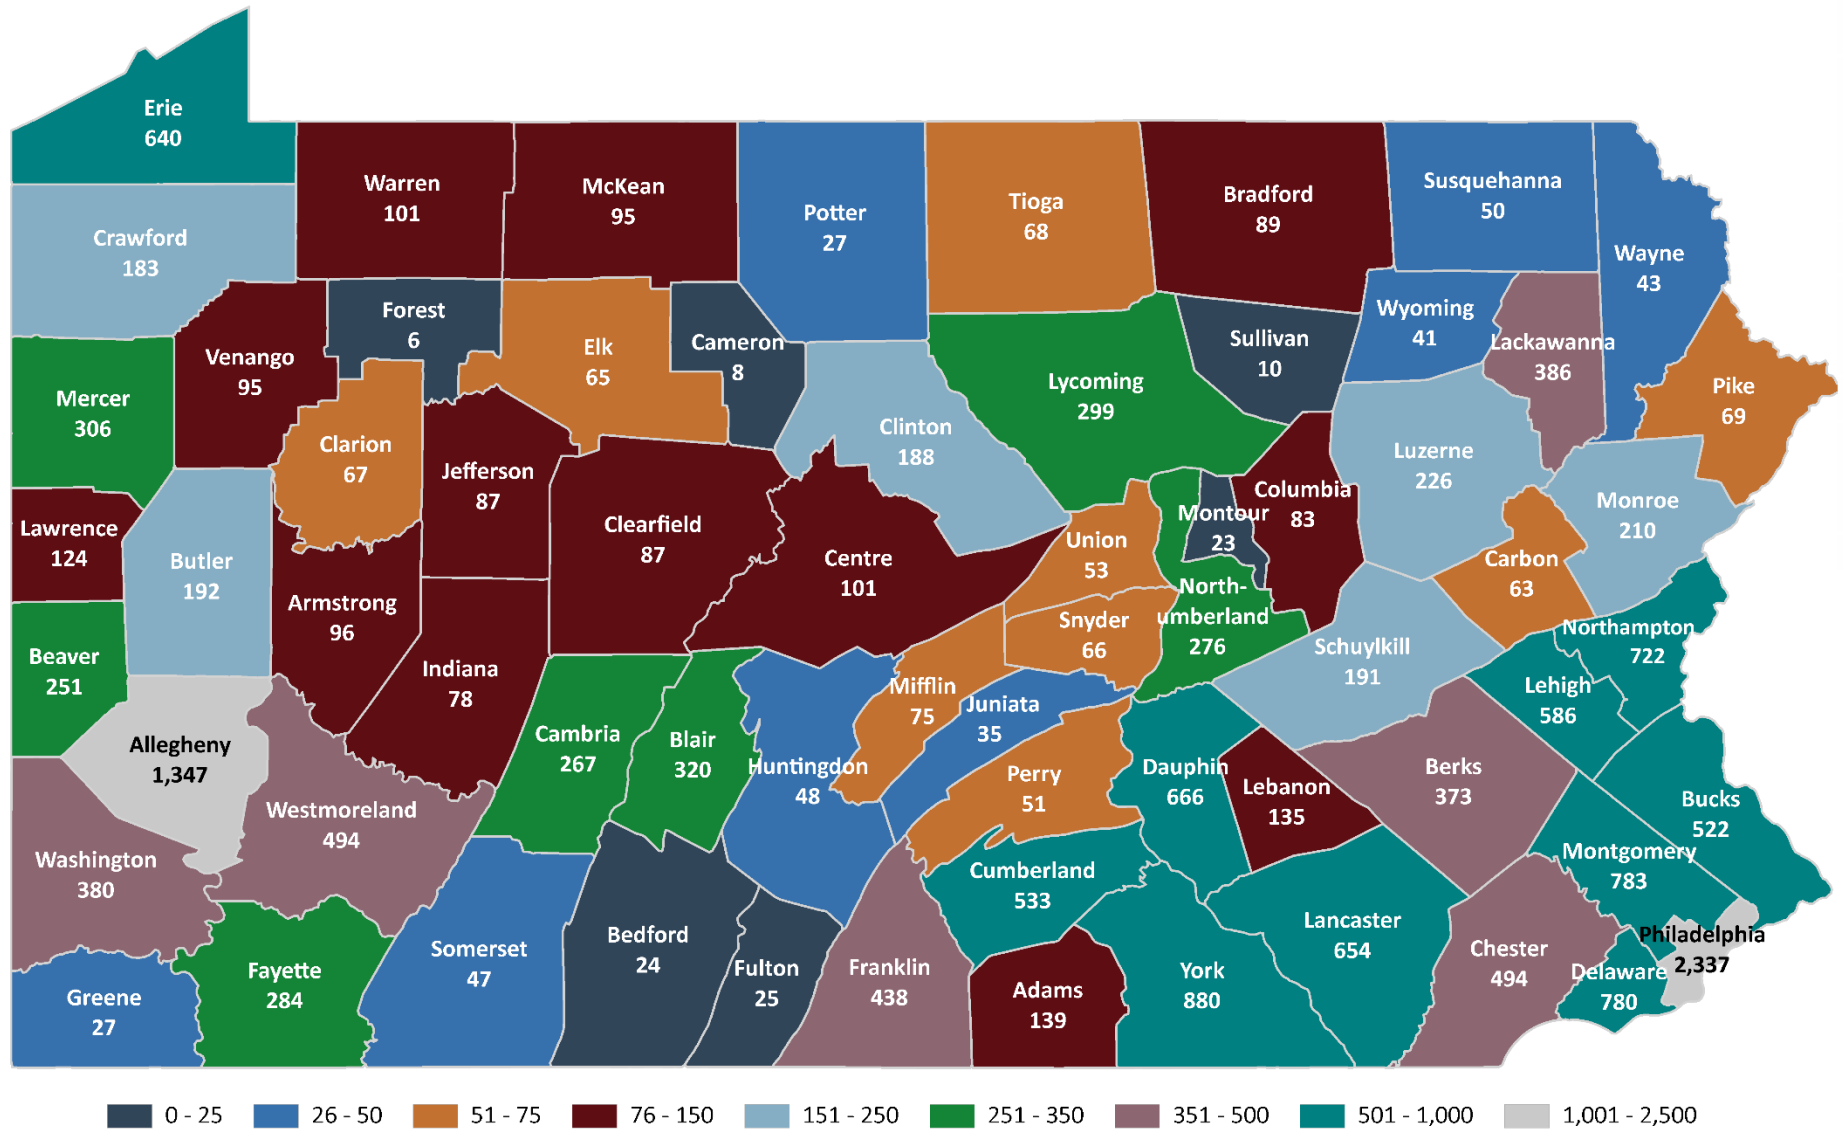 Erie
640
Warren
101
McKean
95
Potter
27
Tioga
68
Bradford
89
Susquehanna
50
Wayne
43
Crawford
183
Forest
6
Venango
95
Elk
65
Cameron
8
Sullivan
10
Wyoming
41
Lackawanna
386
Pike
69
Mercer
306
Clarion
67
Jefferson
87
Clinton
188
Lycoming
299
Luzerne
226
Monroe
210
Columbia
83
Montour
23
Lawrence
124
Butler
192
Clearfield
87
Centre
101
Union
53
Carbon
63
Armstrong
96
Snyder
66
North-
umberland
276
Northampton
722
Beaver
251
Indiana
78
Schuylkill
191
Lehigh
586
Mifflin
75
Juniata
35
Allegheny
1,347
Cambria
267
Blair
320
Huntingdon
48
Perry
51
Dauphin
666
Lebanon
135
Berks
373
Bucks
522
Westmoreland
494
Washington
380
Cumberland
533
Montgomery
783
Lancaster
654
Philadelphia
2,337
Greene
27
Fayette
284
Somerset
47
Bedford
24
Fulton
25
Franklin
438
Adams
139
York
880
Chester
494
Delaware
780
0 - 25
26 - 50
51 - 75
76 - 150
151 - 250
251 - 350
351 - 500
501 - 1,000
1,001 - 2,500